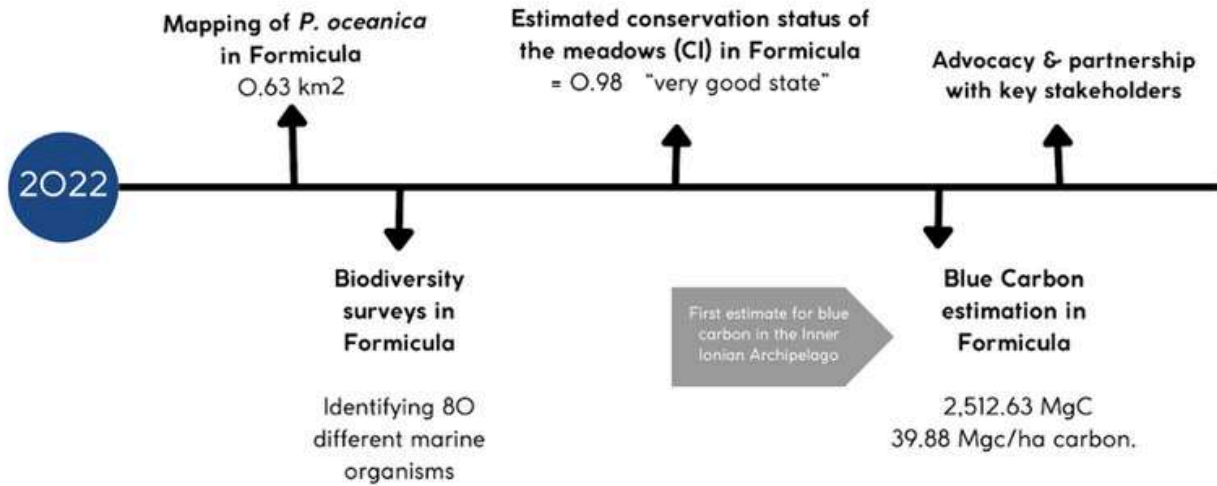 2022
Mapping of P. oceanica
in Formicula
0.63 km2
Biodiversity
surveys in
Formicula
Identifying 80
different marine
organisms
Estimated conservation status of
the meadows (CI) in Formicula
= 0.98 "very good state"
First estimate for blue
carbon in the Inner
Ionian Archipelago
Blue Carbon
estimation in
Formicula
2,512.63 MgC
39.88 Mgc/ha carbon.
Advocacy & partnership
with key stakeholders